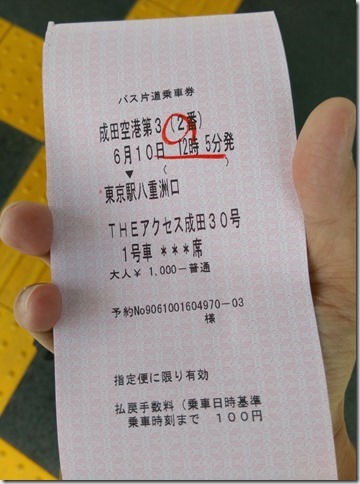 バス片道乗車券
成田空港第3 (2番)
6月10日 12時 5分発
▼ ( )
東京駅八重洲口
THEアクセス成田30号
1号車 ***席
大人¥ 1,000-普通
予約No9061001604970-03
様
指定便に限り有効
払戻手数料(乗車日時基準
乗車時刻まで 100円